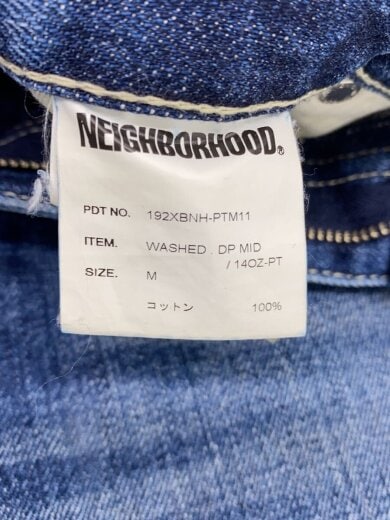 NEIGHBORHOOD®
PDT NO. 192XBNH-PTM11
ITEM. WASHED . DP MID
/ 14OZ-PT
SIZE. M
コットン 100%